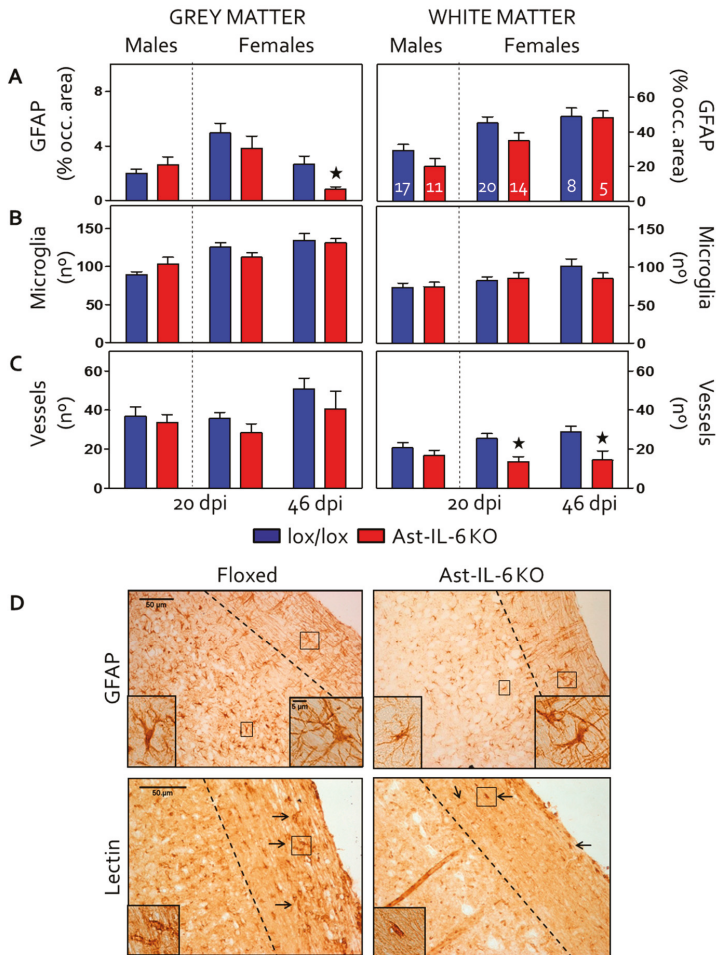 GREY MATTER WHITE MATTER
Males Females Males Females
A
GFAP
(% occ. area)
8
4
0
★
17 11 20 14 8 5
60
40
20
0
GFAP
(% occ. area)
B
Microglia
(nº)
150
100
50
0
150
100
50
0
Microglia
(nº)
C
Vessels
(nº)
60
40
20
0
★ ★
60
40
20
0
Vessels
(nº)
20 dpi 46 dpi 20 dpi 46 dpi
lox/lox Ast-IL-6 KO
D
Floxed Ast-IL-6 KO
GFAP
50 µm
5 µm
Lectin
50 µm